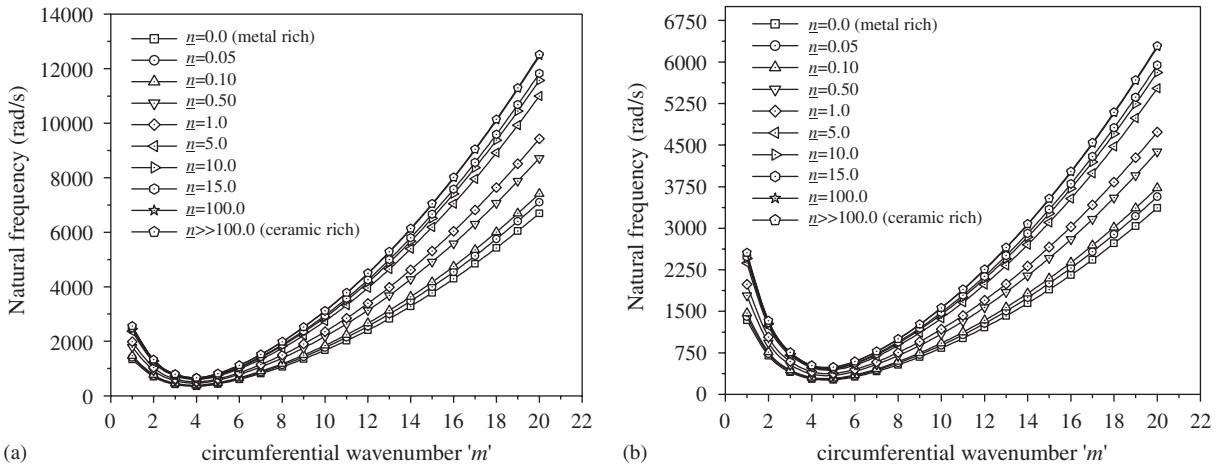 14000
12000
10000
8000
6000
4000
2000
0
Natural frequency (rad/s)
n=0.0 (metal rich)
n=0.05
n=0.10
n=0.50
n=1.0
n=5.0
n=10.0
n=15.0
n=100.0
n>>100.0 (ceramic rich)
0 2 4 6 8 10 12 14 16 18 20 22
circumferential wavenumber 'm'
(a)
6750
6000
5250
4500
3750
3000
2250
1500
750
0
Natural frequency (rad/s)
n=0.0 (metal rich)
n=0.05
n=0.10
n=0.50
n=1.0
n=5.0
n=10.0
n=15.0
n=100.0
n>>100.0 (ceramic rich)
0 2 4 6 8 10 12 14 16 18 20 22
circumferential wavenumber 'm'
(b)